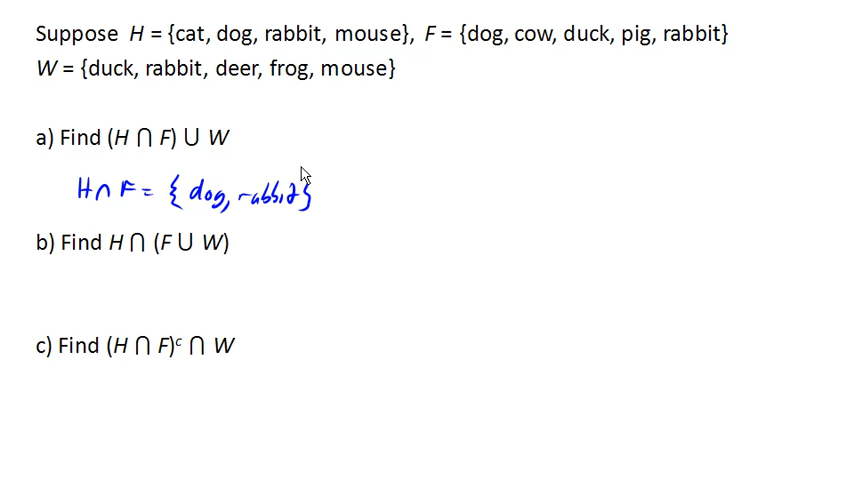 Suppose H = {cat, dog, rabbit, mouse}, F = {dog, cow, duck, pig, rabbit}
W = {duck, rabbit, deer, frog, mouse}
a) Find (H ⋂ F) ⋃ W
H∩F = {dog, rabbit}
b) Find H ⋂ (F ⋃ W)
c) Find (H ⋂ F)ᶜ ⋂ W